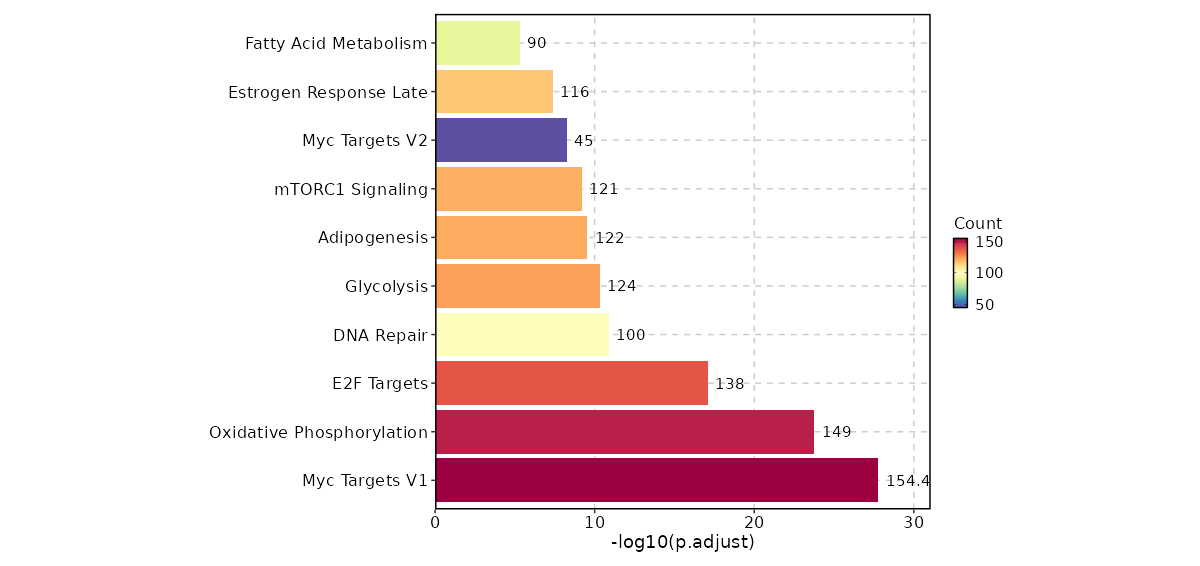 Fatty Acid Metabolism 90
Estrogen Response Late 116
Myc Targets V2 45
mTORC1 Signaling 121
Adipogenesis 122
Glycolysis 124
DNA Repair 100
E2F Targets 138
Oxidative Phosphorylation 149
Myc Targets V1 154.4
0 10 20 30
-log10(p.adjust)
Count
150
100
50